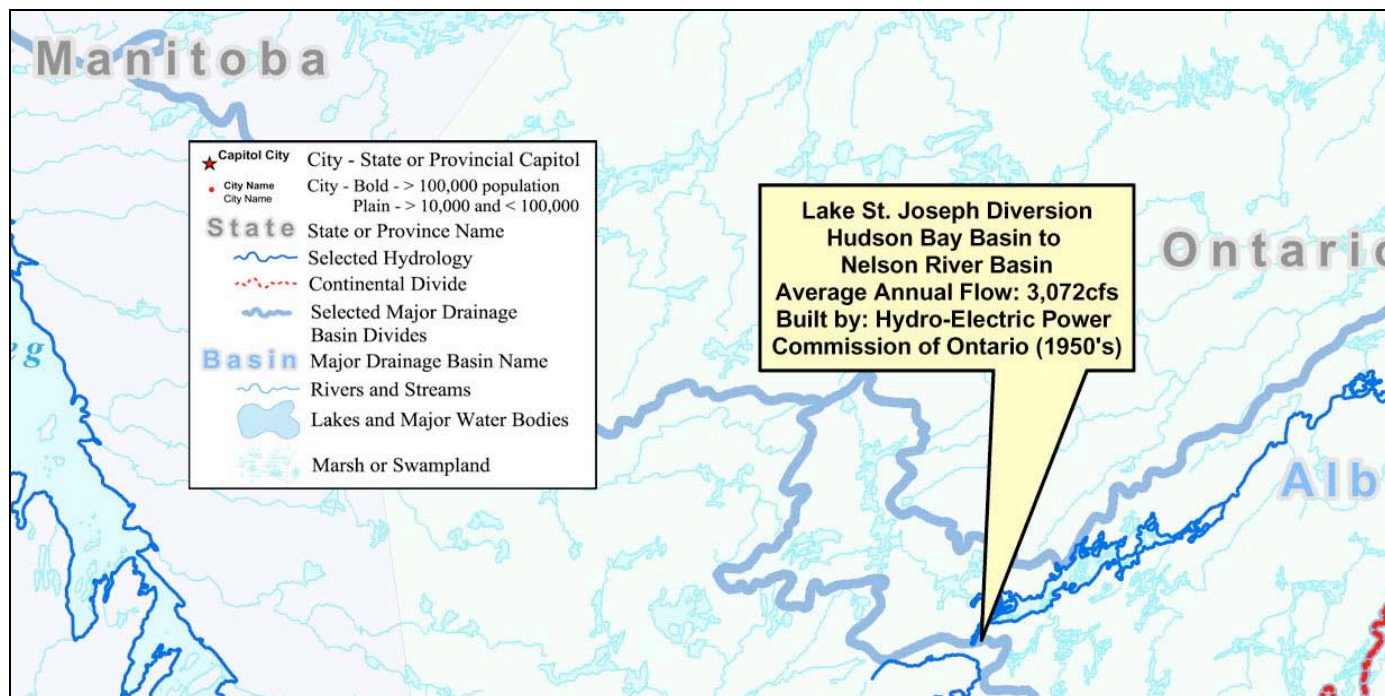 Manitoba
Capitol City City - State or Provincial Capitol
City Name City - Bold - > 100,000 population
City Name Plain - > 10,000 and < 100,000
State State or Province Name
Selected Hydrology
Continental Divide
Selected Major Drainage
Basin Divides
Basin Major Drainage Basin Name
Rivers and Streams
Lakes and Major Water Bodies
Marsh or Swampland
Lake St. Joseph Diversion
Hudson Bay Basin to
Nelson River Basin
Average Annual Flow: 3,072cfs
Built by: Hydro-Electric Power
Commission of Ontario (1950's)
Ontario
eg
Alb